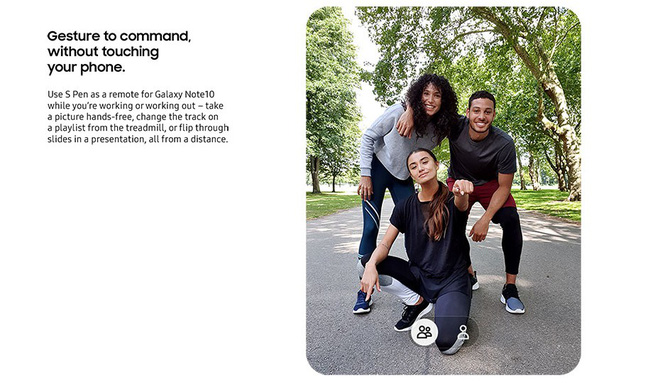 Gesture to command,
without touching
your phone.
Use S Pen as a remote for Galaxy Note10
while you're working or working out – take
a picture hands-free, change the track on
a playlist from the treadmill, or flip through
slides in a presentation, all from a distance.